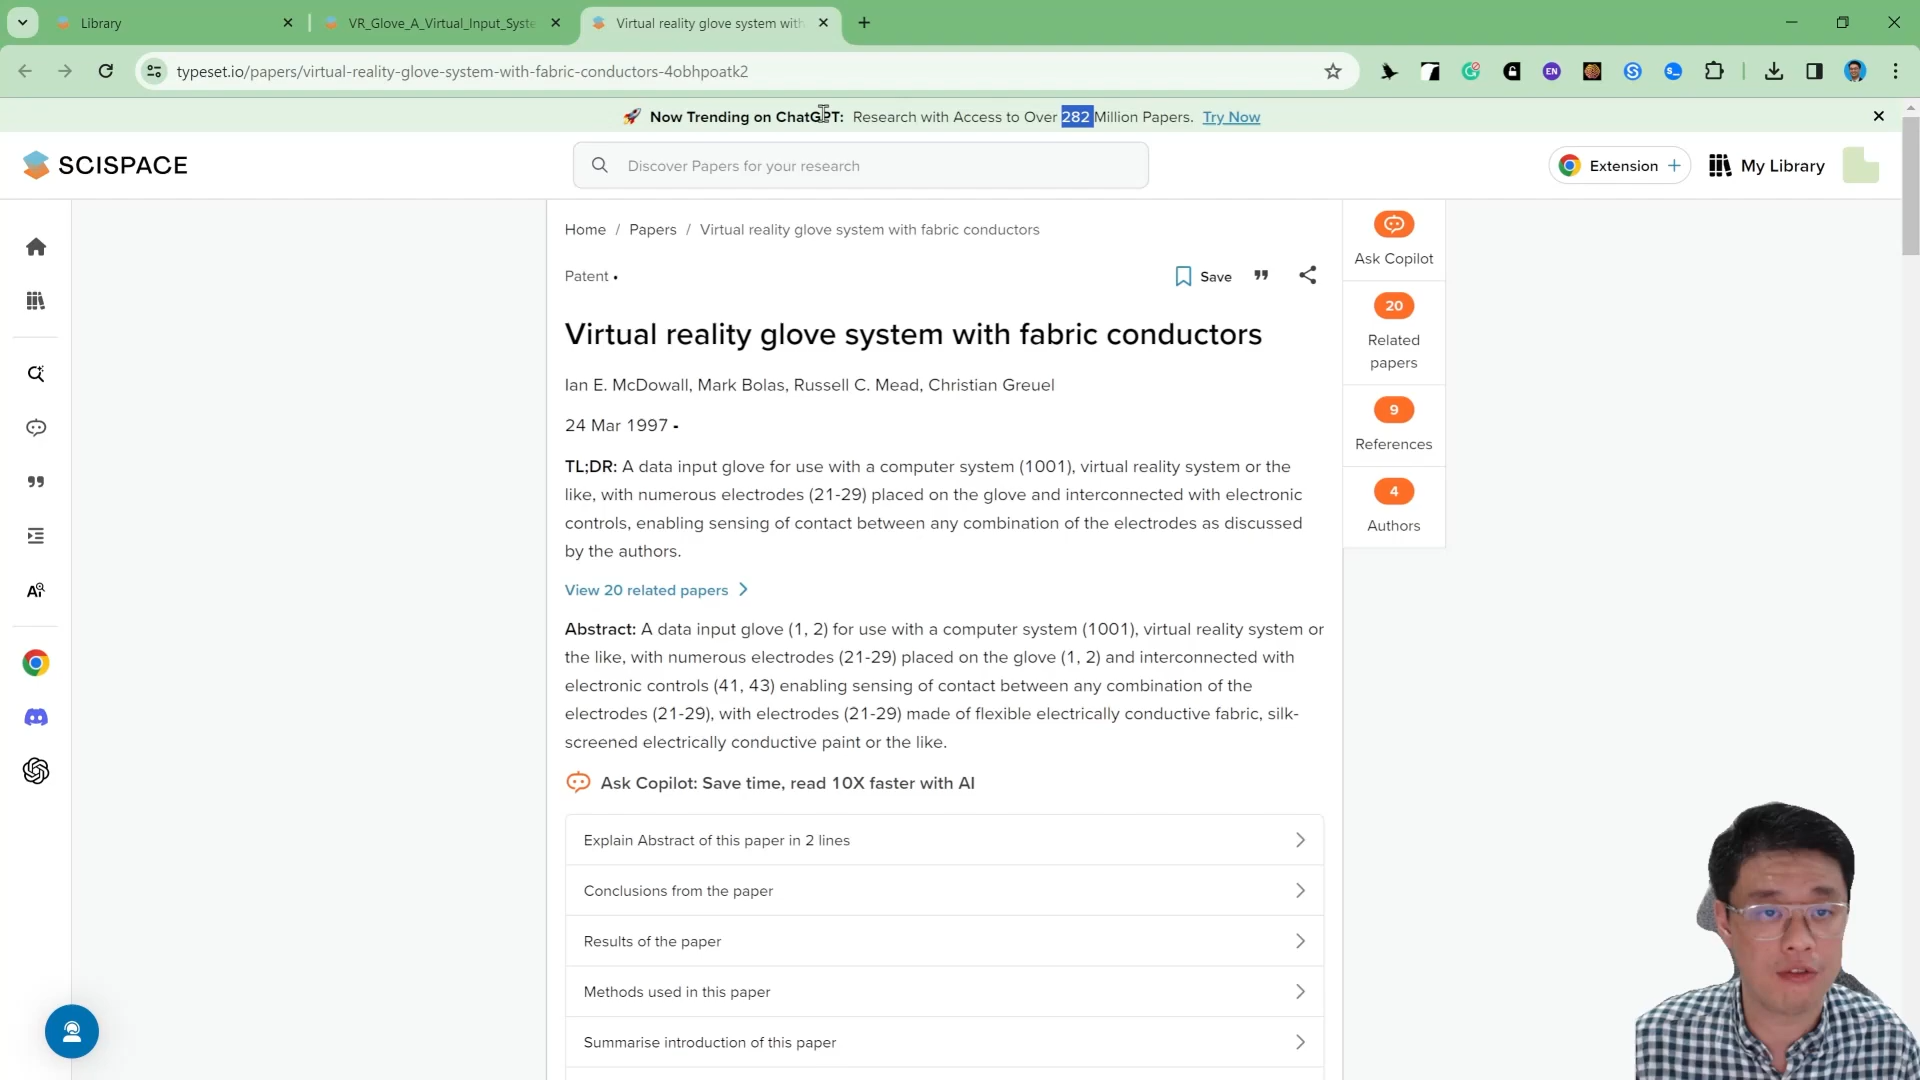 Library
VR_Glove_A_Virtual_Input_Syste
Virtual reality glove system with
typeset.io/papers/virtual-reality-glove-system-with-fabric-conductors-4obhpoatk2
EN
🚀 Now Trending on ChatGPT: Research with Access to Over 282 Million Papers. Try Now
SCISPACE
Discover Papers for your research
Extension +
My Library
Home / Papers / Virtual reality glove system with fabric conductors
Patent •
Save
Virtual reality glove system with fabric conductors
Ian E. McDowall, Mark Bolas, Russell C. Mead, Christian Greuel
24 Mar 1997 -
TL;DR: A data input glove for use with a computer system (1001), virtual reality system or the
like, with numerous electrodes (21-29) placed on the glove and interconnected with electronic
controls, enabling sensing of contact between any combination of the electrodes as discussed
by the authors.
View 20 related papers
Abstract: A data input glove (1, 2) for use with a computer system (1001), virtual reality system or
the like, with numerous electrodes (21-29) placed on the glove (1, 2) and interconnected with
electronic controls (41, 43) enabling sensing of contact between any combination of the
electrodes (21-29), with electrodes (21-29) made of flexible electrically conductive fabric, silk-
screened electrically conductive paint or the like.
Ask Copilot: Save time, read 10X faster with AI
Explain Abstract of this paper in 2 lines
Conclusions from the paper
Results of the paper
Methods used in this paper
Summarise introduction of this paper
Ask Copilot
20
Related
papers
9
References
4
Authors